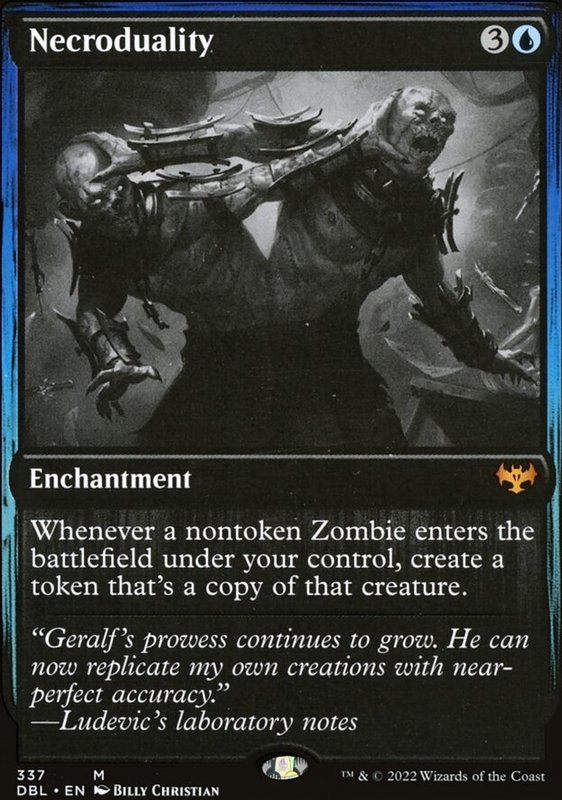 Necroduality 3
Enchantment
Whenever a nontoken Zombie enters the
battlefield under your control, create a
token that's a copy of that creature.
“Geralf's prowess continues to grow. He can
now replicate my own creations with near-
perfect accuracy.”
—Ludevic's laboratory notes
337 M
DBL • EN BILLY CHRISTIAN
™ & © 2022 Wizards of the Coast